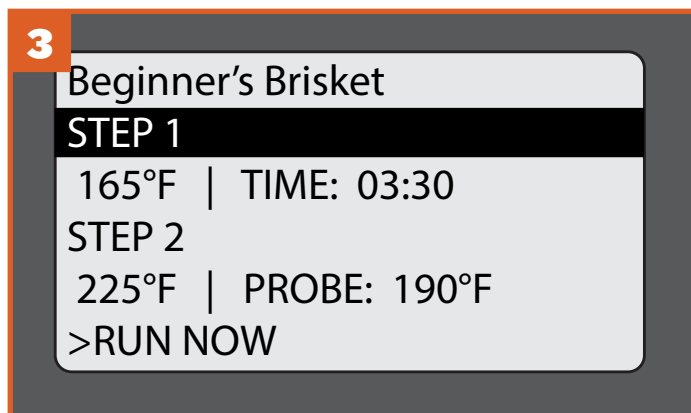 3
Beginner’s Brisket
STEP 1
165°F | TIME: 03:30
STEP 2
225°F | PROBE: 190°F
>RUN NOW